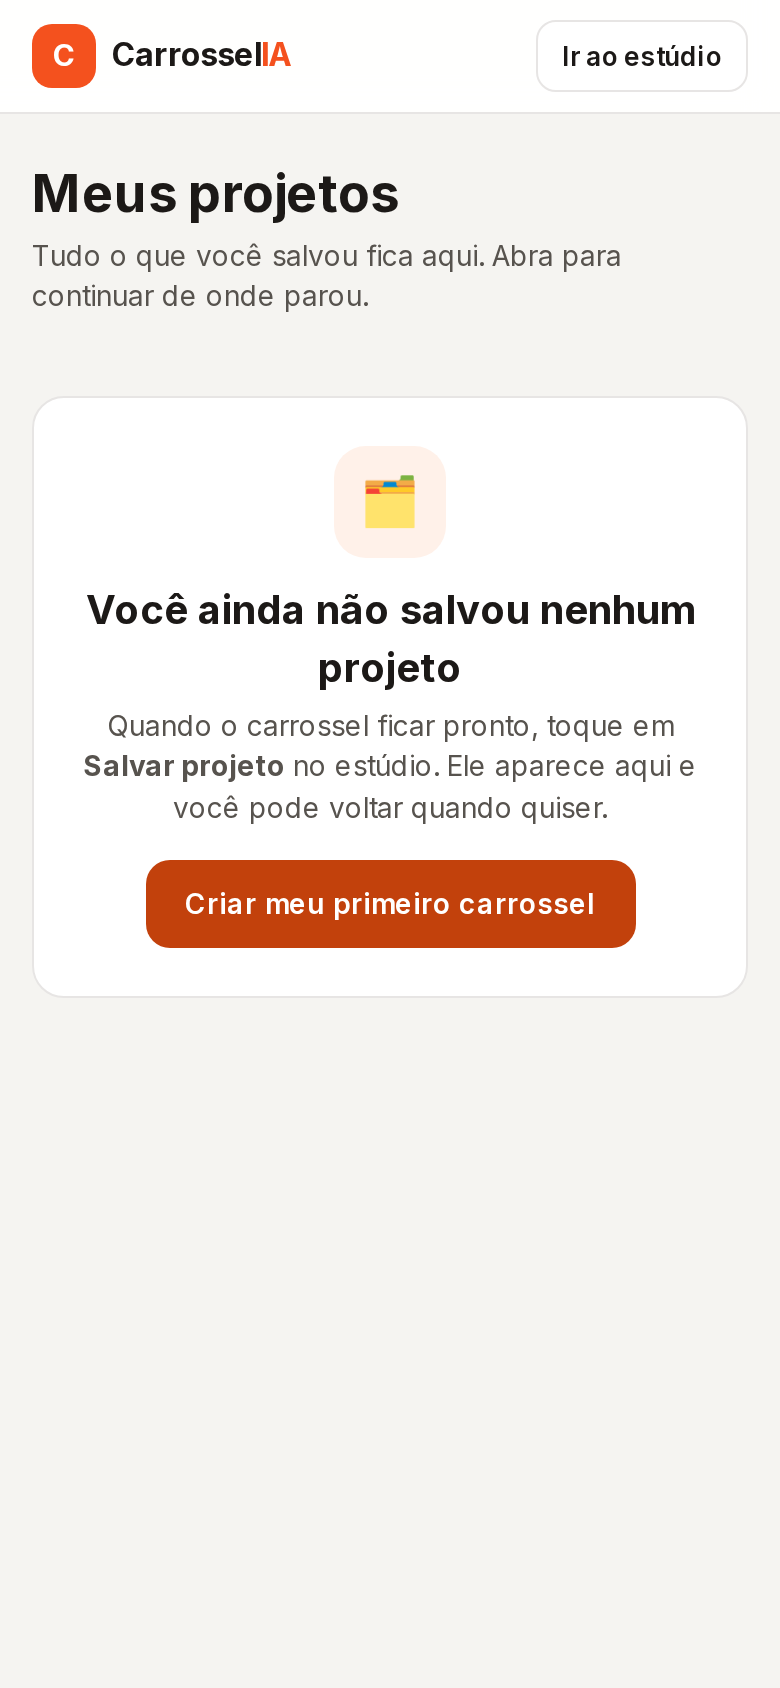 C CarrosselIA Ir ao estúdio
Meus projetos
Tudo o que você salvou fica aqui. Abra para
continuar de onde parou.
Você ainda não salvou nenhum
projeto
Quando o carrossel ficar pronto, toque em
Salvar projeto no estúdio. Ele aparece aqui e
você pode voltar quando quiser.
Criar meu primeiro carrossel